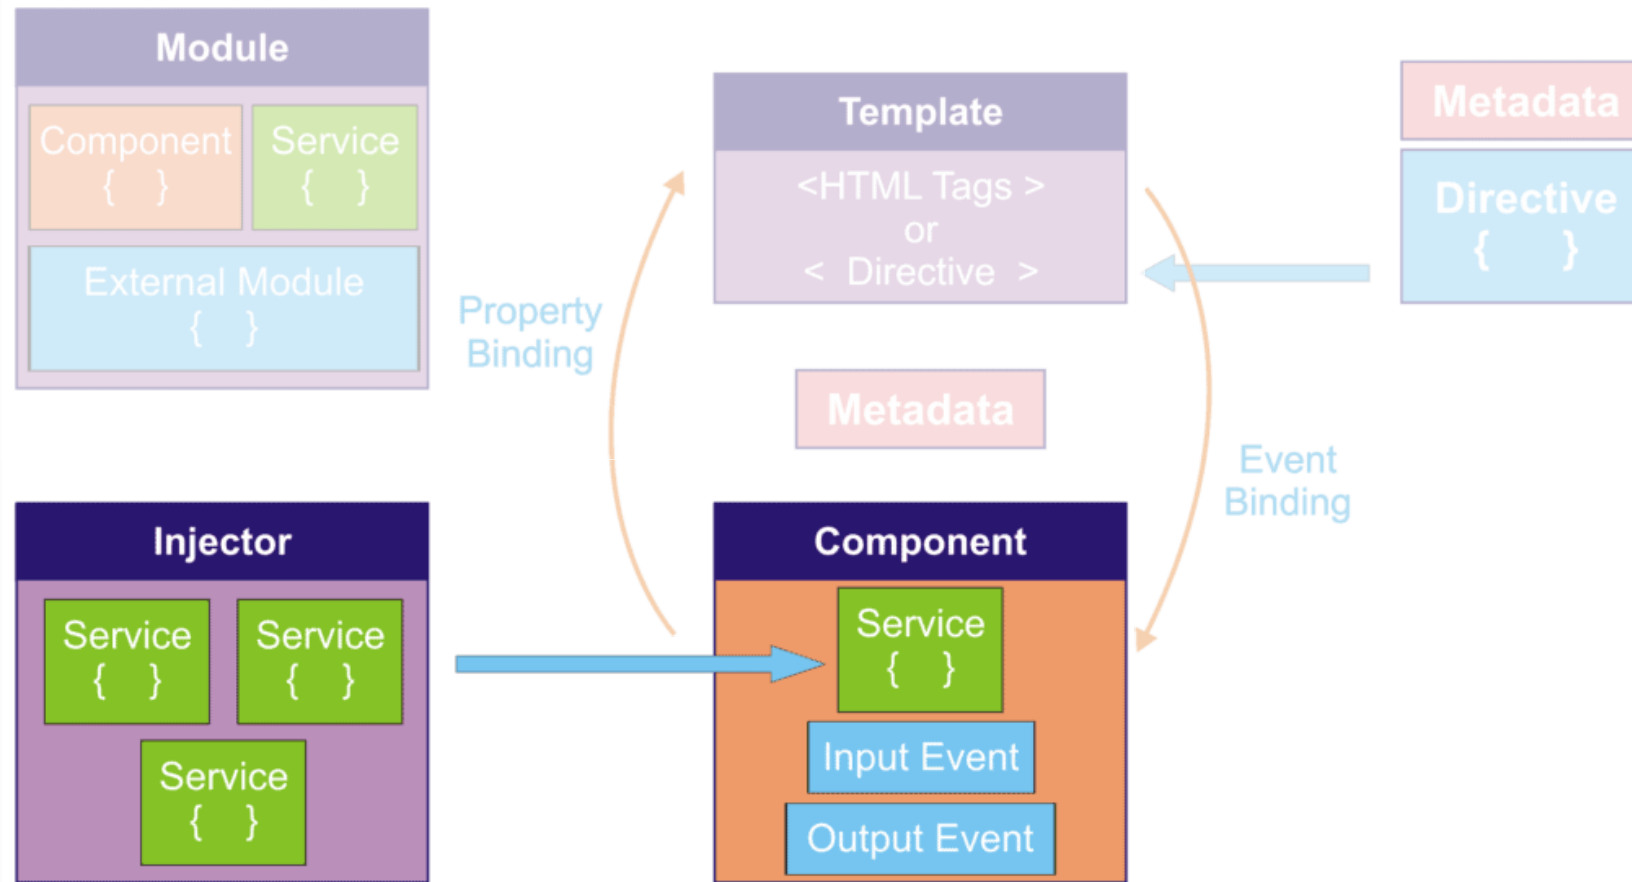 Module
Component
{ }
Service
{ }
External Module
{ }
Template
<HTML Tags >
or
< Directive >
Metadata
Directive
{ }
Property
Binding
Metadata
Event
Binding
Injector
Service
{ }
Service
{ }
Service
{ }
Component
Service
{ }
Input Event
Output Event